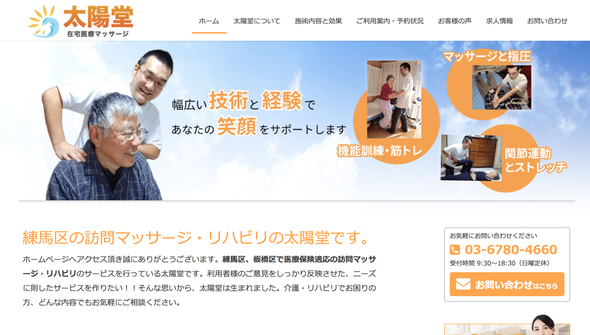 太陽堂
在宅医療マッサージ
ホーム 太陽堂について 施術内容と効果 ご利用案内・予約状況 お客様の声 求人情報 お問い合わせ
幅広い技術と経験で
あなたの笑顔をサポートします
マッサージと指圧
機能訓練・筋トレ
関節運動
とストレッチ
練馬区の訪問マッサージ・リハビリの太陽堂です。
ホームページへアクセス頂き誠にありがとうございます。練馬区、板橋区で医療保険適応の訪問マッサ
ージ・リハビリのサービスを行っている太陽堂です。利用者様のご意見をしっかり反映させた、ニーズ
に則したサービスを作りたい！！そんな思いから、太陽堂は生まれました。介護・リハビリでお困りの
方、どんな内容でもお気軽にご相談ください。
お気軽にお問い合わせください
03-6780-4660
受付時間 9:30～18:30（日曜定休）
お問い合わせはこちら